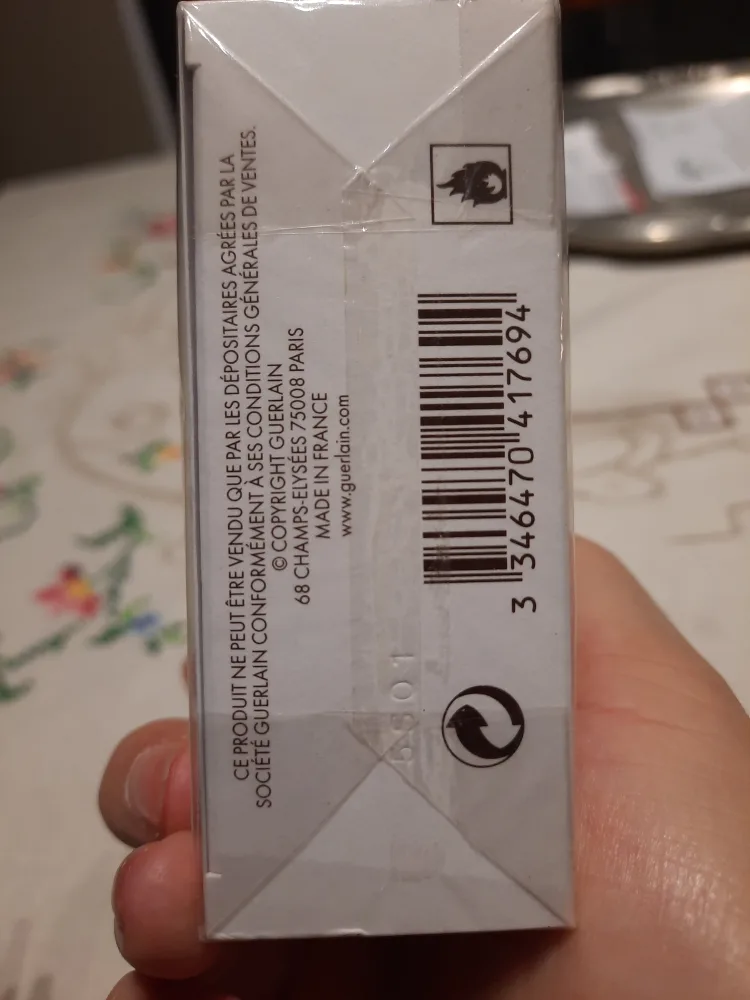 CE PRODUIT NE PEUT ÊTRE VENDU QUE PAR LES DÉPOSITAIRES AGRÉES PAR LA
SOCIÉTÉ GUERLAIN CONFORMÉMENT À SES CONDITIONS GÉNÉRALES DE VENTES.
© COPYRIGHT GUERLAIN
68 CHAMPS-ELYSÉES 75008 PARIS
MADE IN FRANCE
www.guerlain.com
3 346470 417694